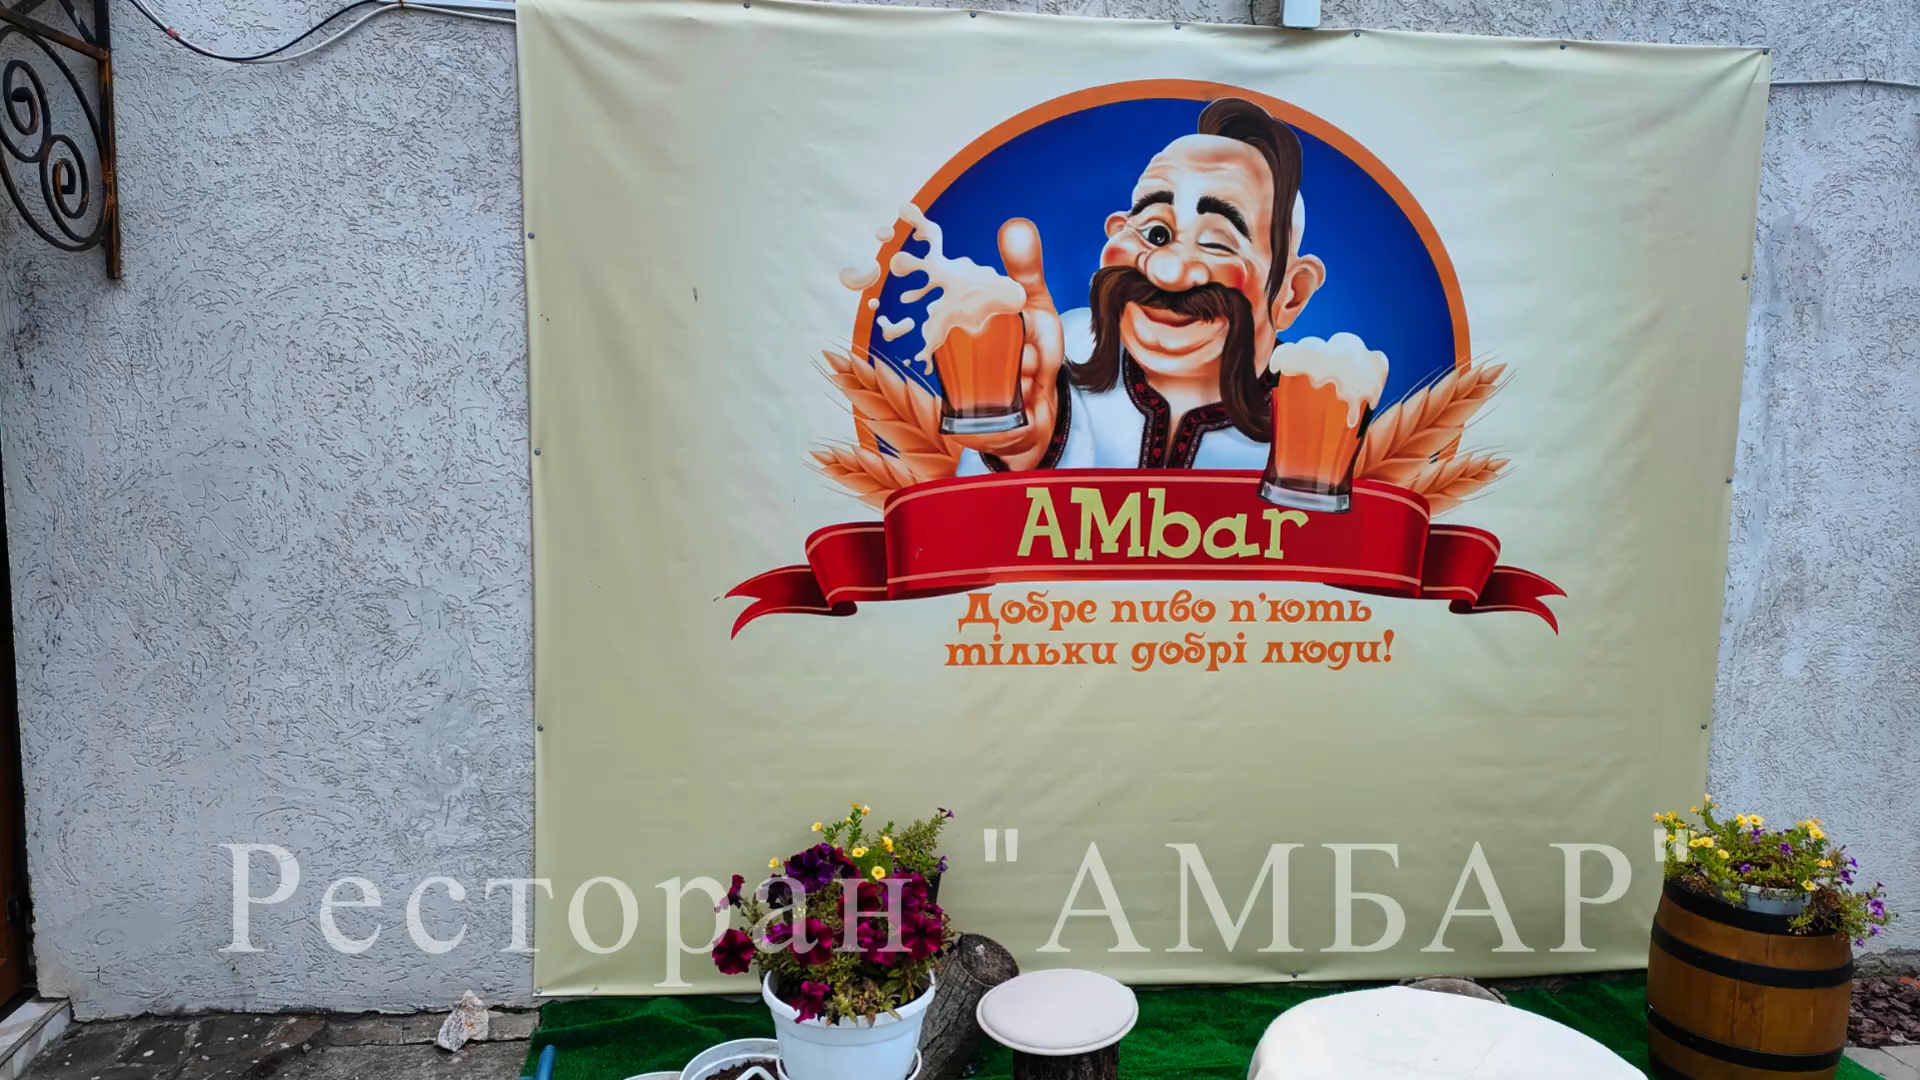 AMbar
Добре пиво п'ють
тільки добрі люди!
Ресторан "АМБАР"